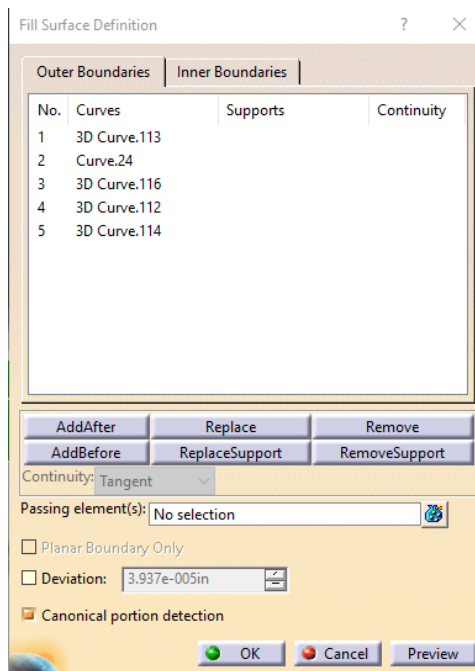 Fill Surface Definition ? ×
Outer Boundaries Inner Boundaries
No. Curves Supports Continuity
1 3D Curve.113
2 Curve.24
3 3D Curve.116
4 3D Curve.112
5 3D Curve.114
AddAfter Replace Remove
AddBefore ReplaceSupport RemoveSupport
Continuity: Tangent
Passing element(s): No selection
Planar Boundary Only
Deviation: 3.937e-005in
Canonical portion detection
OK Cancel Preview